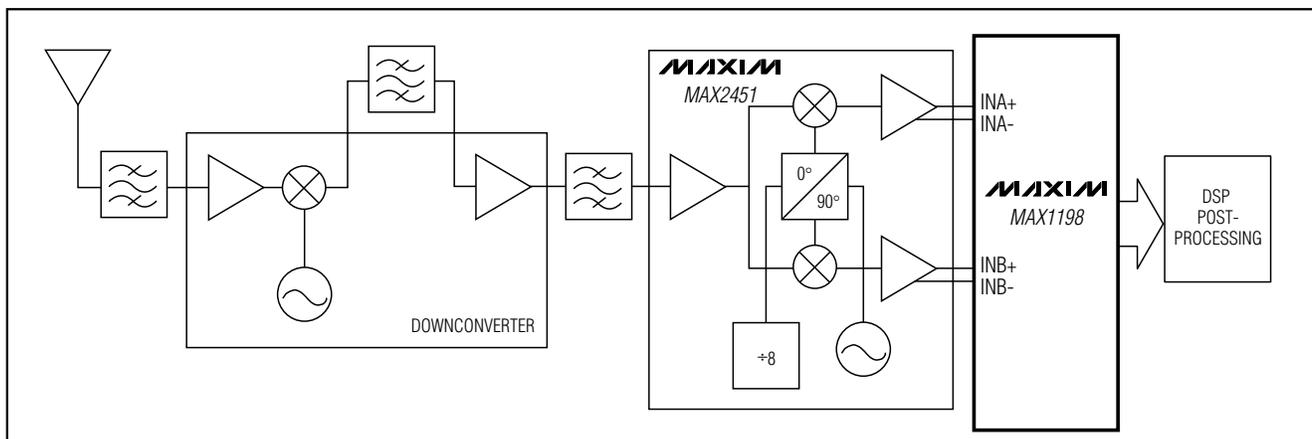 DOWNCONVERTER
MAXIM
MAX2451
0°
90°
÷8
INA+
INA-
MAXIM
MAX1198
INB+
INB-
DSP
POST-
PROCESSING